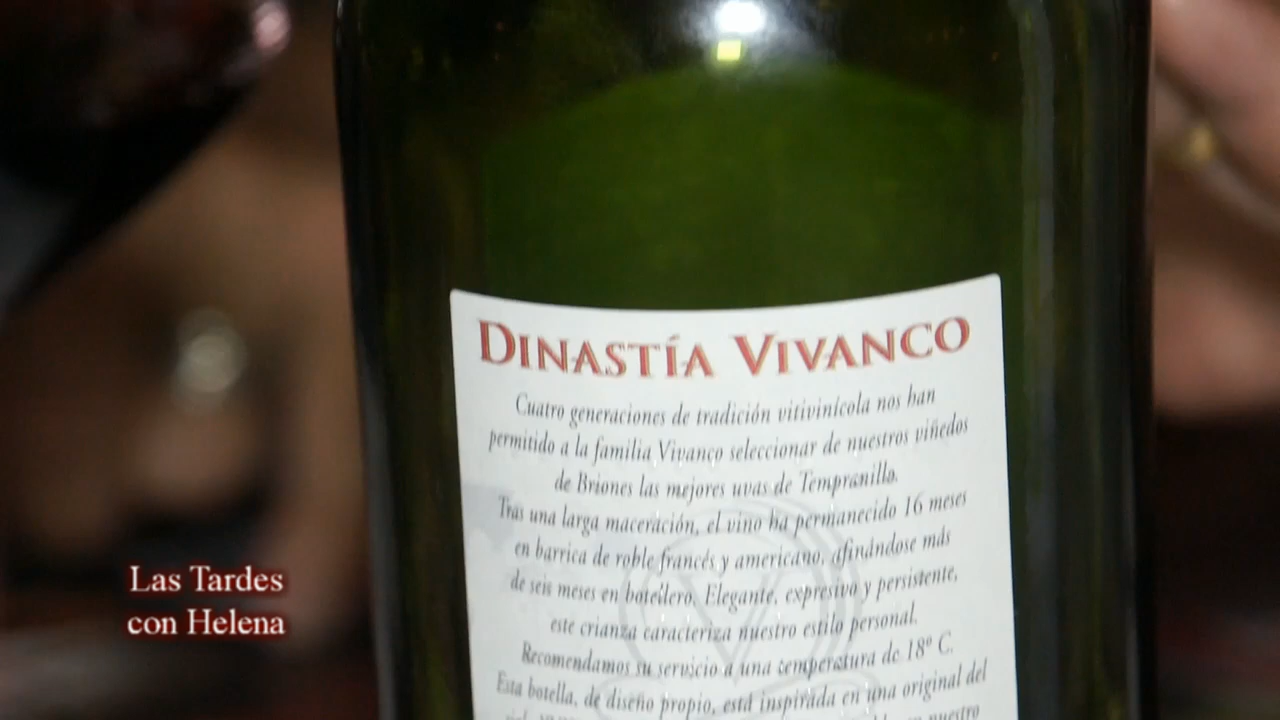 DINASTÍA VIVANCO
Cuatro generaciones de tradición vitivinícola nos han
permitido a la familia Vivanco seleccionar de nuestros viñedos
de Briones las mejores uvas de Tempranillo.
Tras una larga maceración, el vino ha permanecido 16 meses
en barrica de roble francés y americano, afinándose más
de seis meses en botellero. Elegante, expresivo y persistente,
este crianza caracteriza nuestro estilo personal.
Recomendamos su servicio a una temperatura de 18º C.
Esta botella, de diseño propio, está inspirada en una original del
nuestro
Las Tardes
con Helena